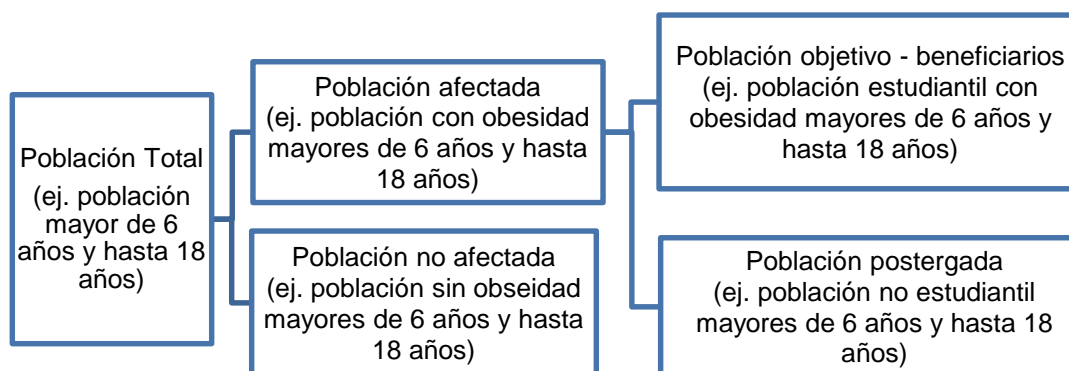 Población Total
(ej. población
mayor de 6
años y hasta 18
años)
Población afectada
(ej. población con obesidad
mayores de 6 años y hasta
18 años)
Población no afectada
(ej. población sin obseidad
mayores de 6 años y hasta
18 años)
Población objetivo - beneficiarios
(ej. población estudiantil con
obesidad mayores de 6 años y
hasta 18 años)
Población postergada
(ej. población no estudiantil
mayores de 6 años y hasta 18
años)